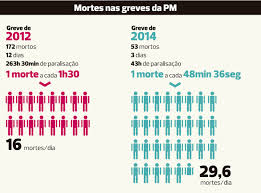 Mortes nas greves da PM
Greve de
2012
172 mortos
12 dias
263h 30min de paralisação
1 morte a cada 1h30
16 mortes/dia
Greve de
2014
53 mortos
3 dias
43h de paralisação
1 morte a cada 48min 36seg
29,6
mortes/dia